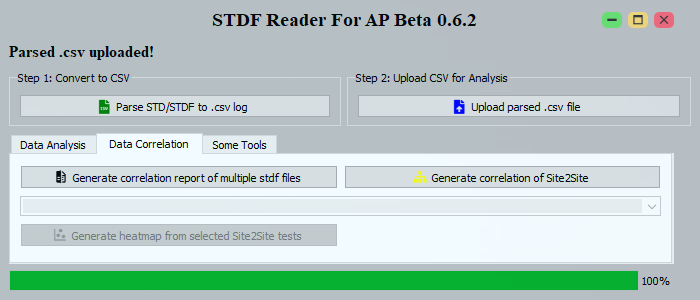 STDF Reader For AP Beta 0.6.2
Parsed .csv uploaded!
Step 1: Convert to CSV
Step 2: Upload CSV for Analysis
Parse STD/STDF to .csv log
Upload parsed .csv file
Data Analysis
Data Correlation
Some Tools
Generate correlation report of multiple stdf files
Generate correlation of Site2Site
Generate heatmap from selected Site2Site tests
100%